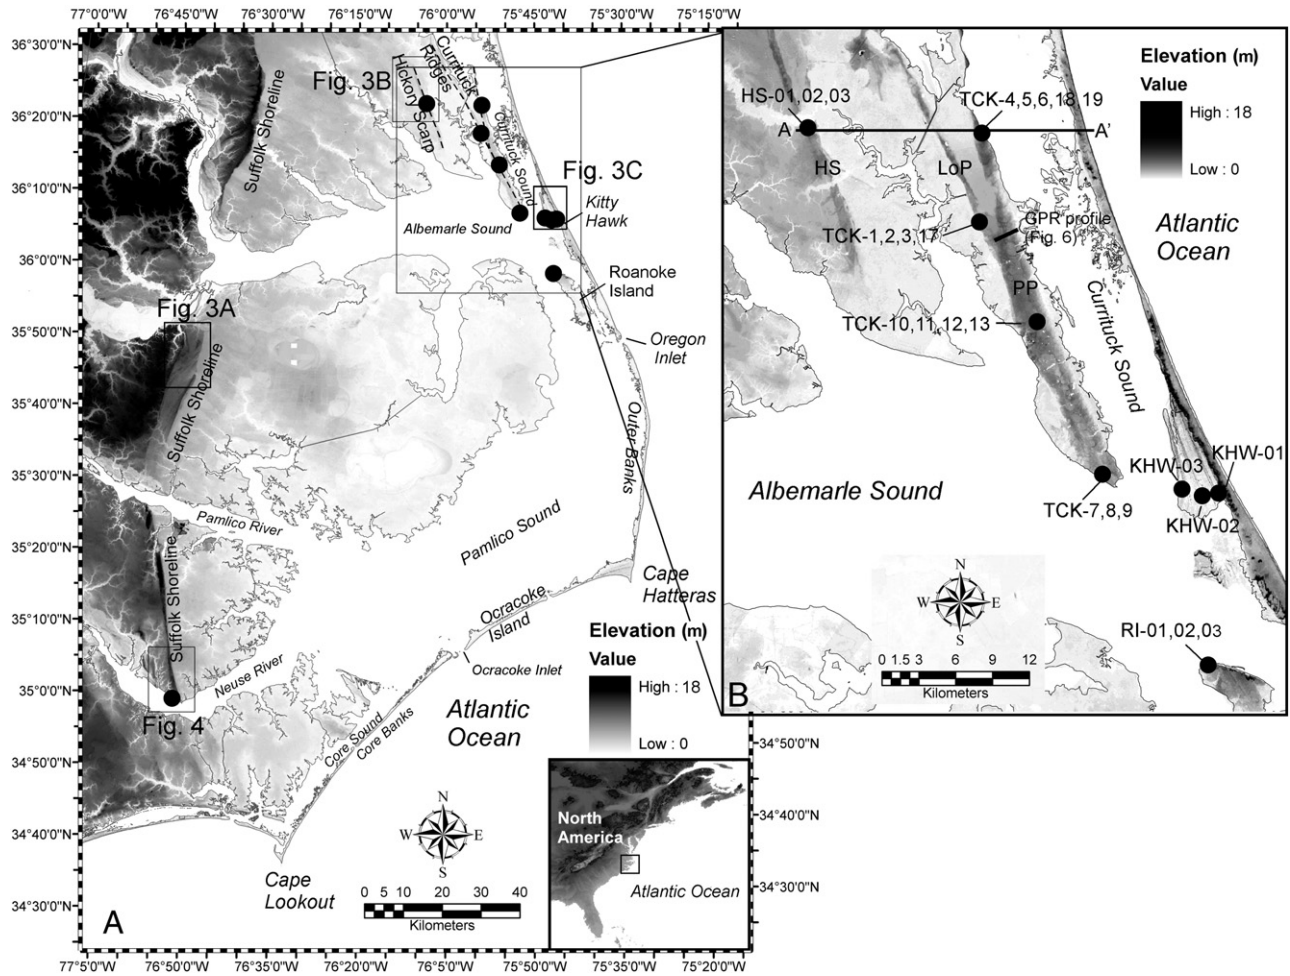 77°0'0"W 76°45'0"W 76°30'0"W 76°15'0"W 76°0'0"W 75°45'0"W 75°30'0"W 75°15'0"W
36°30'0"N
36°20'0"N
36°10'0"N
36°0'0"N
35°50'0"N
35°40'0"N
35°30'0"N
35°20'0"N
35°10'0"N
35°0'0"N
34°50'0"N
34°40'0"N
34°30'0"N
Suffolk Shoreline
Fig. 3B
Hickory Scarp
Currituck
Ridges
Currituck Sound
Fig. 3C
Kitty
Hawk
Albemarle Sound
Roanoke
Island
Fig. 3A
Oregon
Inlet
Suffolk Shoreline
Outer Banks
Pamlico River
Pamlico Sound
Suffolk Shoreline
Cape
Hatteras
Ocracoke
Island
Ocracoke Inlet
Neuse River
Fig. 4
Core Sound
Core Banks
Atlantic
Ocean
Elevation (m)
Value
High : 18
Low : 0
N
W E
S
Cape
Lookout
0 5 10 20 30 40
Kilometers
A
North
America
Atlantic Ocean
77°5'0"W 76°50'0"W 76°35'0"W 76°20'0"W 76°5'0"W 75°50'0"W 75°35'0"W 75°20'0"W
34°50'0"N
34°40'0"N
34°30'0"N
Elevation (m)
Value
High : 18
Low : 0
HS-01,02,03
TCK-4,5,6,18,19
A A'
HS
LoP
Atlantic
Ocean
TCK-1,2,3,17
GPR profile
(Fig. 6)
PP
TCK-10,11,12,13
Currituck Sound
Albemarle Sound
KHW-03
KHW-01
TCK-7,8,9
KHW-02
N
W E
S
0 1.5 3 6 9 12
Kilometers
RI-01,02,03
B